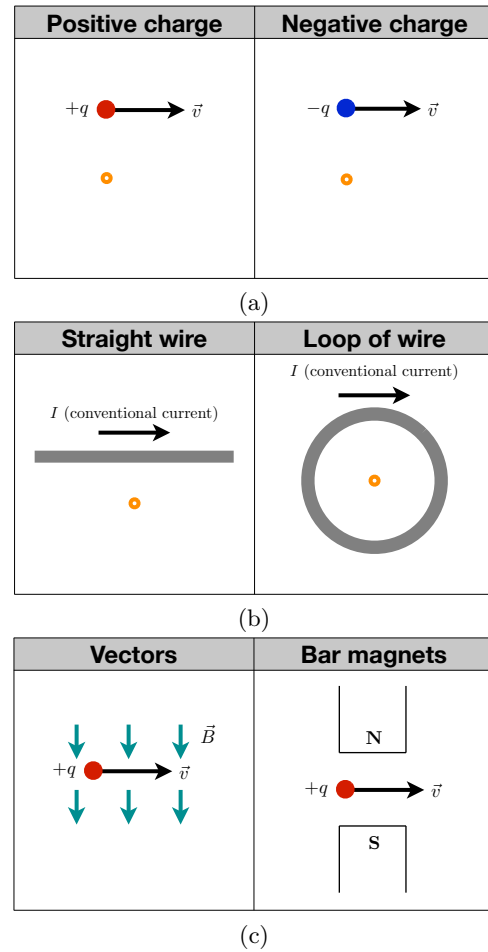 Positive charge
Negative charge
+q
v⃗
−q
v⃗
(a)
Straight wire
Loop of wire
I (conventional current)
I (conventional current)
(b)
Vectors
Bar magnets
B⃗
+q
v⃗
N
+q
v⃗
S
(c)